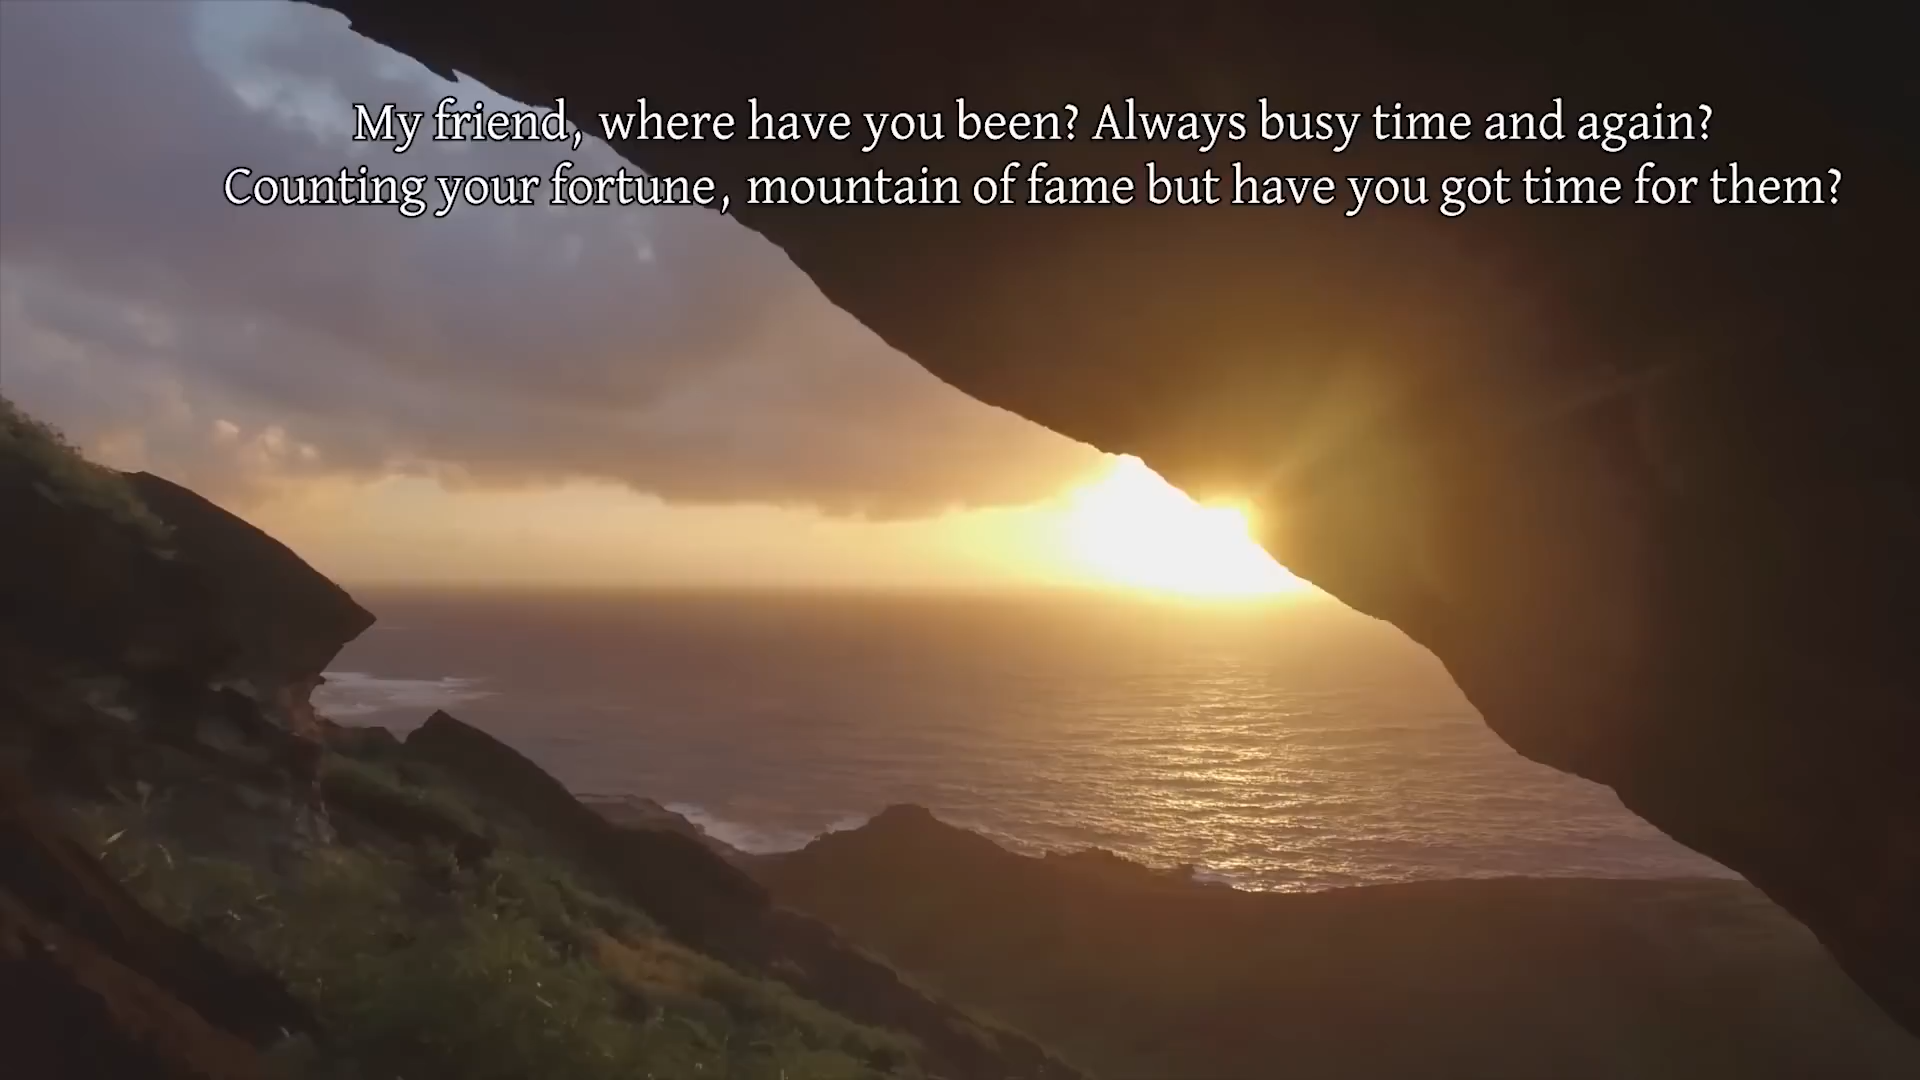 My friend, where have you been? Always busy time and again?
Counting your fortune, mountain of fame but have you got time for them?